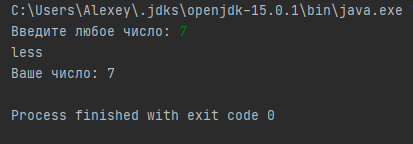 C:\Users\Alexey\.jdks\openjdk-15.0.1\bin\java.exe
Введите любое число: 7
less
Ваше число: 7
Process finished with exit code 0